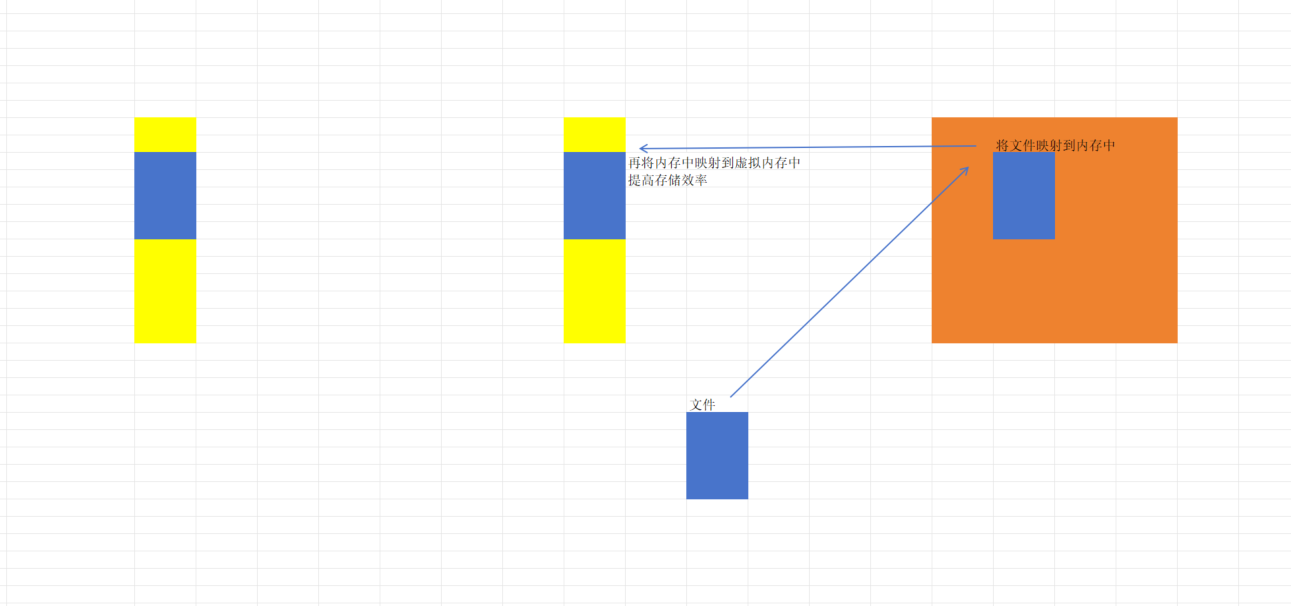 将文件映射到内存中
再将内存中映射到虚拟内存中
提高存储效率
文件